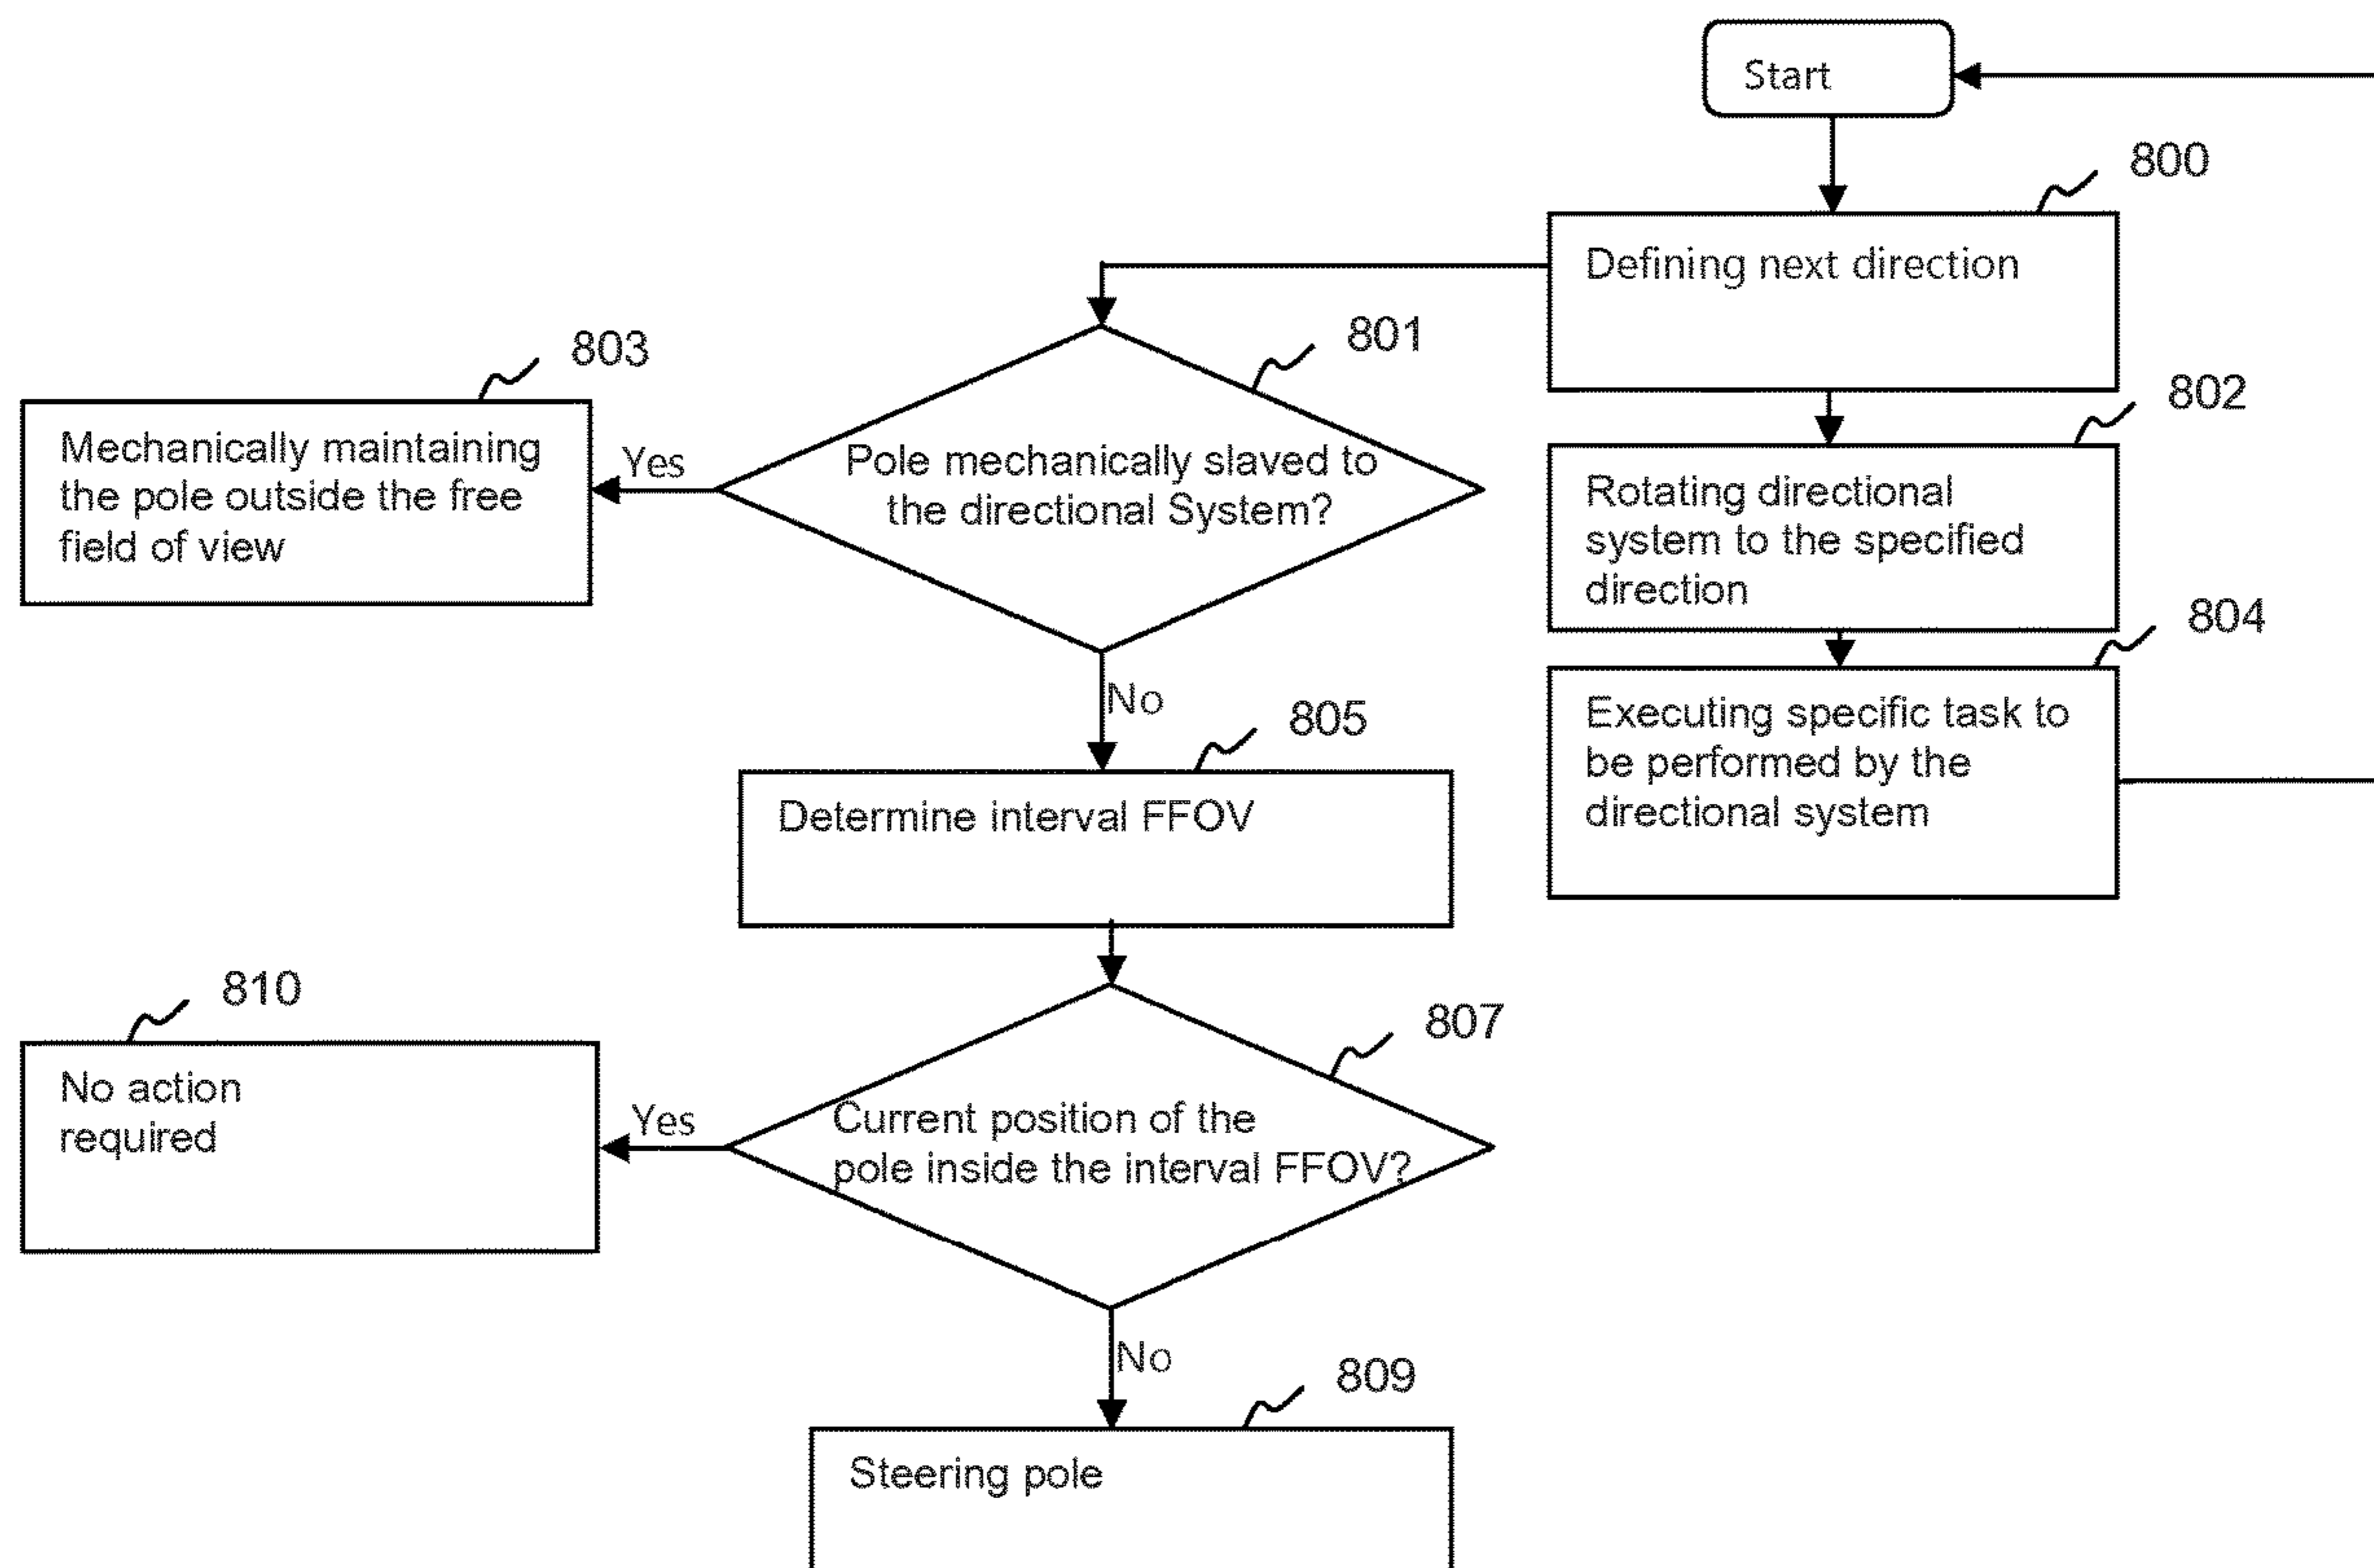 Start
800
Defining next direction
801
803
Mechanically maintaining
the pole outside the free
field of view
Yes
Pole mechanically slaved to
the directional System?
802
Rotating directional
system to the specified
direction
804
Executing specific task to
be performed by the
directional system
No
805
Determine interval FFOV
810
No action
required
Yes
807
Current position of the
pole inside the interval FFOV?
No
809
Steering pole